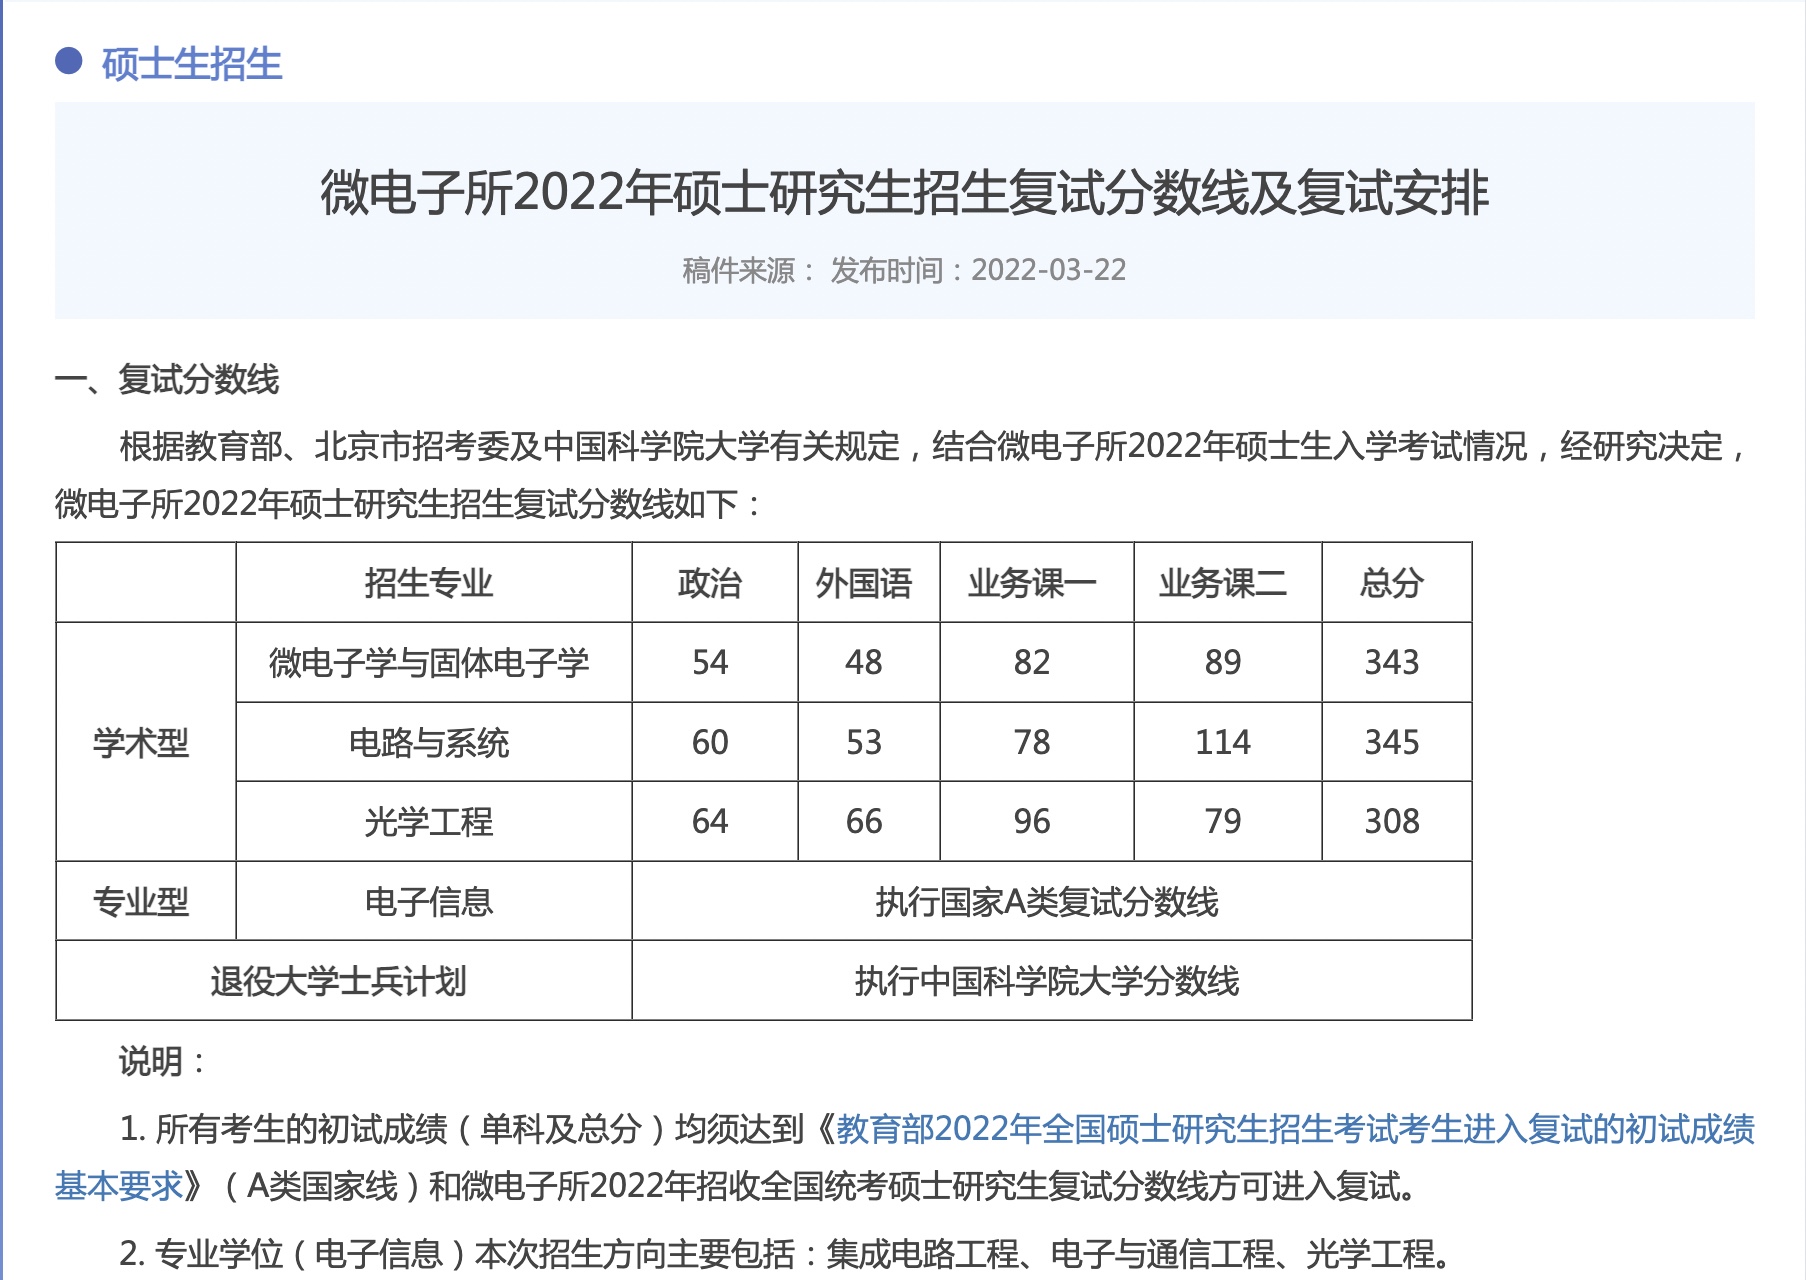 硕士生招生
微电子所2022年硕士研究生招生复试分数线及复试安排
稿件来源： 发布时间：2022-03-22
一、复试分数线
根据教育部、北京市招考委及中国科学院大学有关规定，结合微电子所2022年硕士生入学考试情况，经研究决定，
微电子所2022年硕士研究生招生复试分数线如下：
招生专业 政治 外国语 业务课一 业务课二 总分
微电子学与固体电子学 54 48 82 89 343
学术型 电路与系统 60 53 78 114 345
光学工程 64 66 96 79 308
专业型 电子信息 执行国家A类复试分数线
退役大学士兵计划 执行中国科学院大学分数线
说明：
1. 所有考生的初试成绩（单科及总分）均须达到《教育部2022年全国硕士研究生招生考试考生进入复试的初试成绩
基本要求》（A类国家线）和微电子所2022年招收全国统考硕士研究生复试分数线方可进入复试。
2. 专业学位（电子信息）本次招生方向主要包括：集成电路工程、电子与通信工程、光学工程。